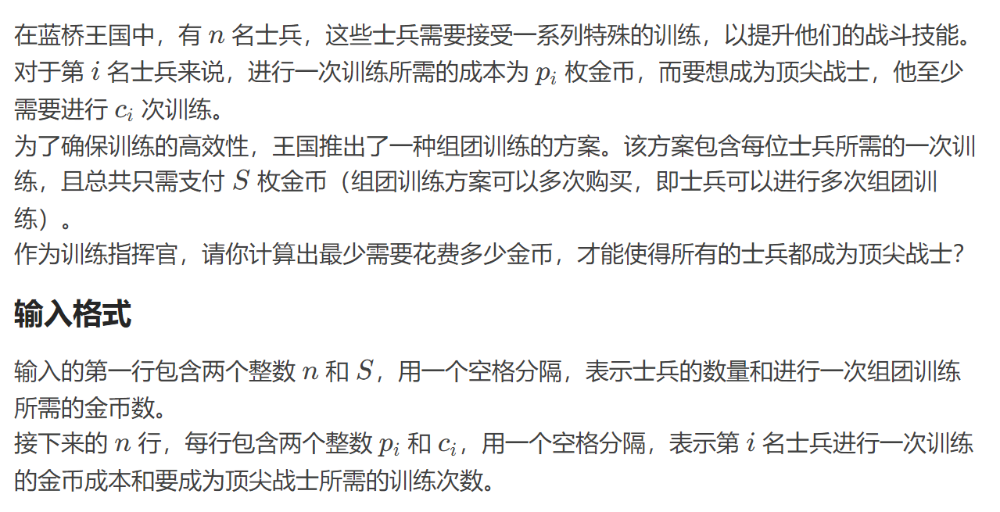 在蓝桥王国中，有 n 名士兵，这些士兵需要接受一系列特殊的训练，以提升他们的战斗技能。
对于第 i 名士兵来说，进行一次训练所需的成本为 p_i 枚金币，而要想成为顶尖战士，他至少
需要进行 c_i 次训练。
为了确保训练的高效性，王国推出了一种组团训练的方案。该方案包含每位士兵所需的一次训
练，且总共只需支付 S 枚金币（组团训练方案可以多次购买，即士兵可以进行多次组团训
练）。
作为训练指挥官，请你计算出最少需要花费多少金币，才能使得所有的士兵都成为顶尖战士？
输入格式
输入的第一行包含两个整数 n 和 S，用一个空格分隔，表示士兵的数量和进行一次组团训练
所需的金币数。
接下来的 n 行，每行包含两个整数 p_i 和 c_i，用一个空格分隔，表示第 i 名士兵进行一次训练
的金币成本和要成为顶尖战士所需的训练次数。